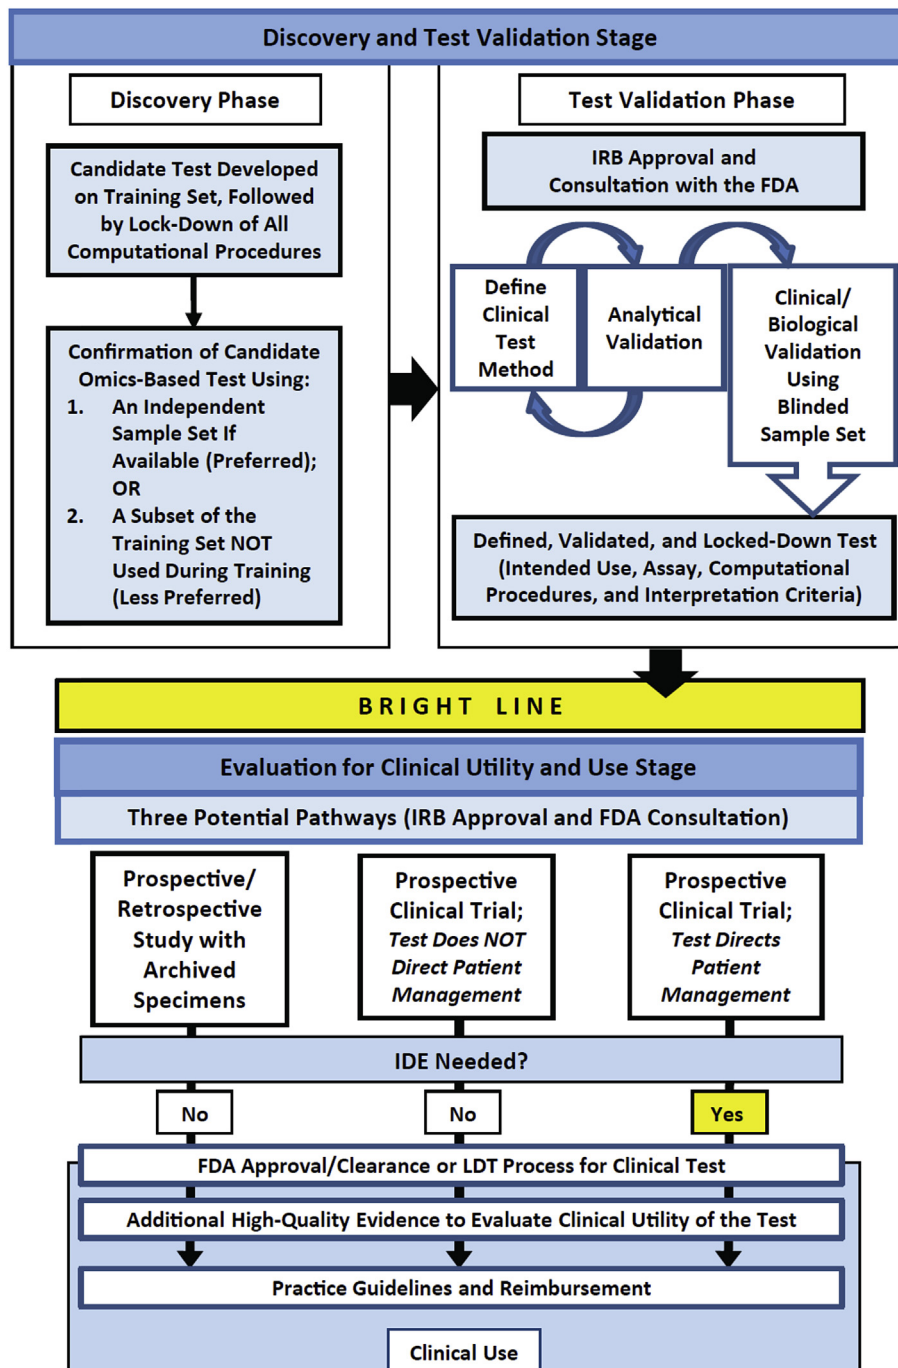 Discovery and Test Validation Stage
Discovery Phase
Candidate Test Developed
on Training Set, Followed
by Lock-Down of All
Computational Procedures
Confirmation of Candidate
Omics-Based Test Using:
1. An Independent
Sample Set If
Available (Preferred);
OR
2. A Subset of the
Training Set NOT
Used During Training
(Less Preferred)
Test Validation Phase
IRB Approval and
Consultation with the FDA
Define
Clinical
Test
Method
Analytical
Validation
Clinical/
Biological
Validation
Using
Blinded
Sample Set
Defined, Validated, and Locked-Down Test
(Intended Use, Assay, Computational
Procedures, and Interpretation Criteria)
BRIGHT LINE
Evaluation for Clinical Utility and Use Stage
Three Potential Pathways (IRB Approval and FDA Consultation)
Prospective/
Retrospective
Study with
Archived
Specimens
Prospective
Clinical Trial;
Test Does NOT
Direct Patient
Management
Prospective
Clinical Trial;
Test Directs
Patient
Management
IDE Needed?
No
No
Yes
FDA Approval/Clearance or LDT Process for Clinical Test
Additional High-Quality Evidence to Evaluate Clinical Utility of the Test
Practice Guidelines and Reimbursement
Clinical Use